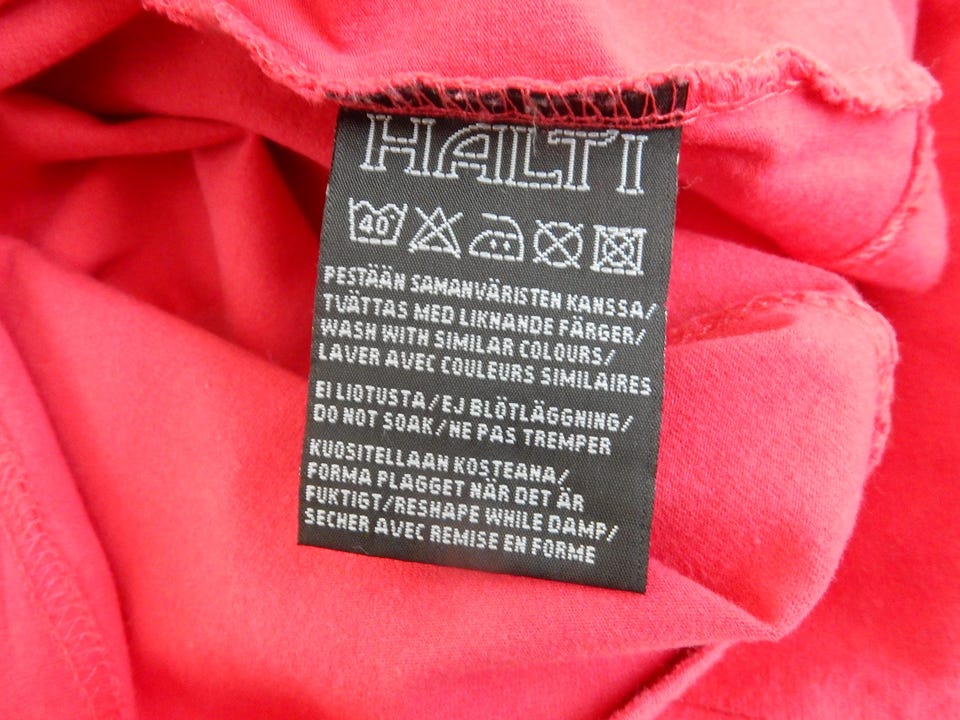 HALTI
40
PESTÄÄN SAMANVÄRISTEN KANSSA/
TVÄTTAS MED LIKNANDE FÄRGER/
WASH WITH SIMILAR COLOURS/
LAVER AVEC COULEURS SIMILAIRES
EI LIOTUSTA/EJ BLÖTLÄGGNING/
DO NOT SOAK/NE PAS TREMPER
KUOSITELLAAN KOSTEANA/
FORMA PLAGGET NÄR DET ÄR
FUKTIGT/RESHAPE WHILE DAMP/
SECHER AVEC REMISE EN FORME